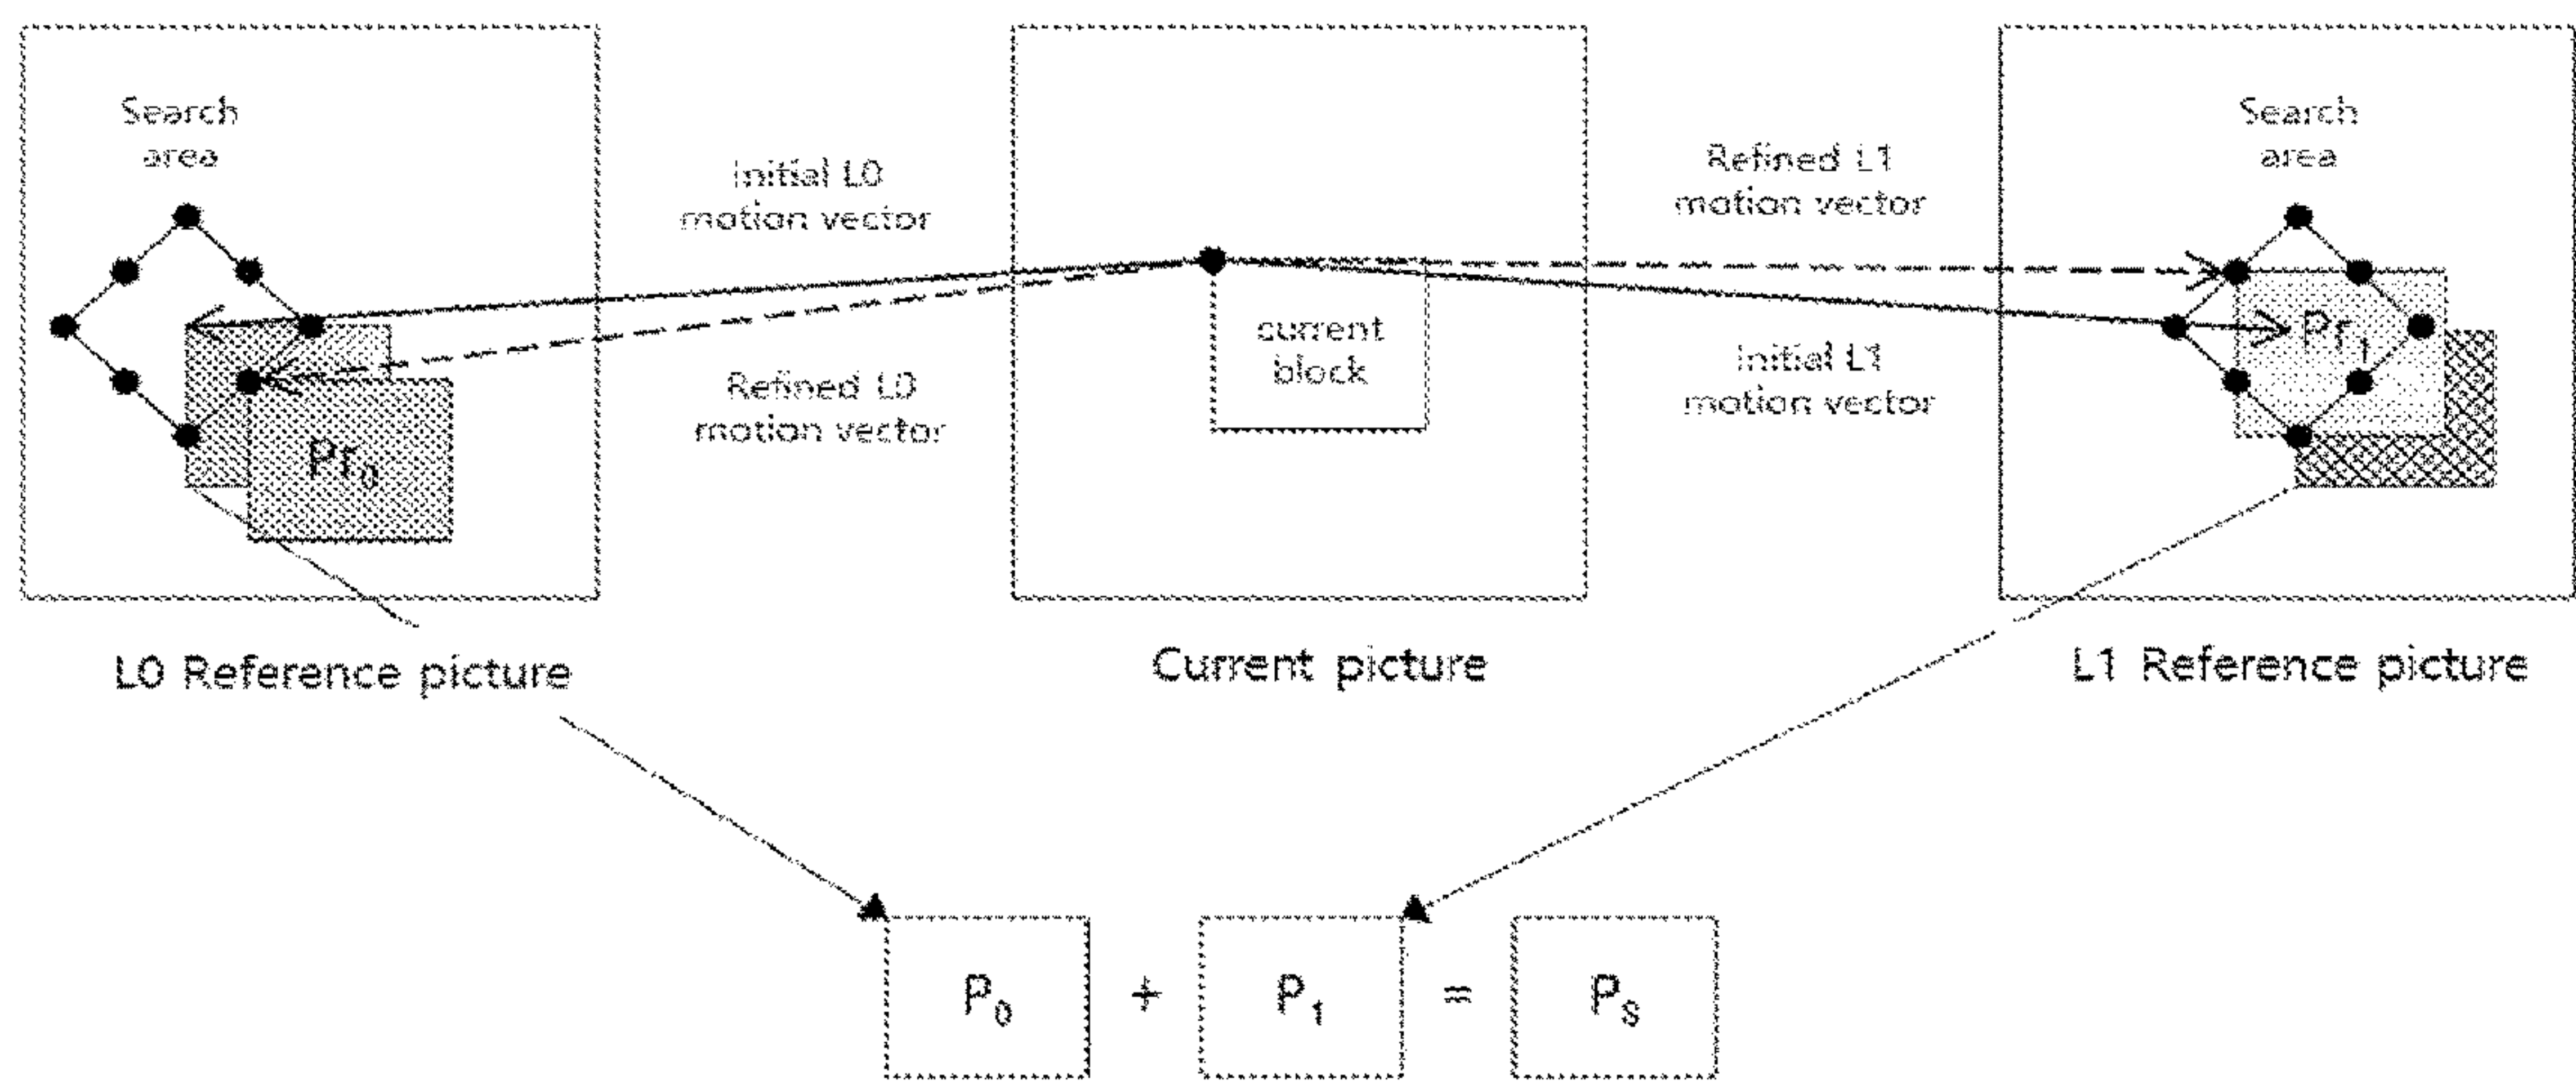 Search
area
Initial L0
motion vector
Refined L0
motion vector
Pr0
L0 Reference picture
current
block
Current picture
Refined L1
motion vector
Initial L1
motion vector
Search
area
Pr1
L1 Reference picture
P0 + P1 = PS